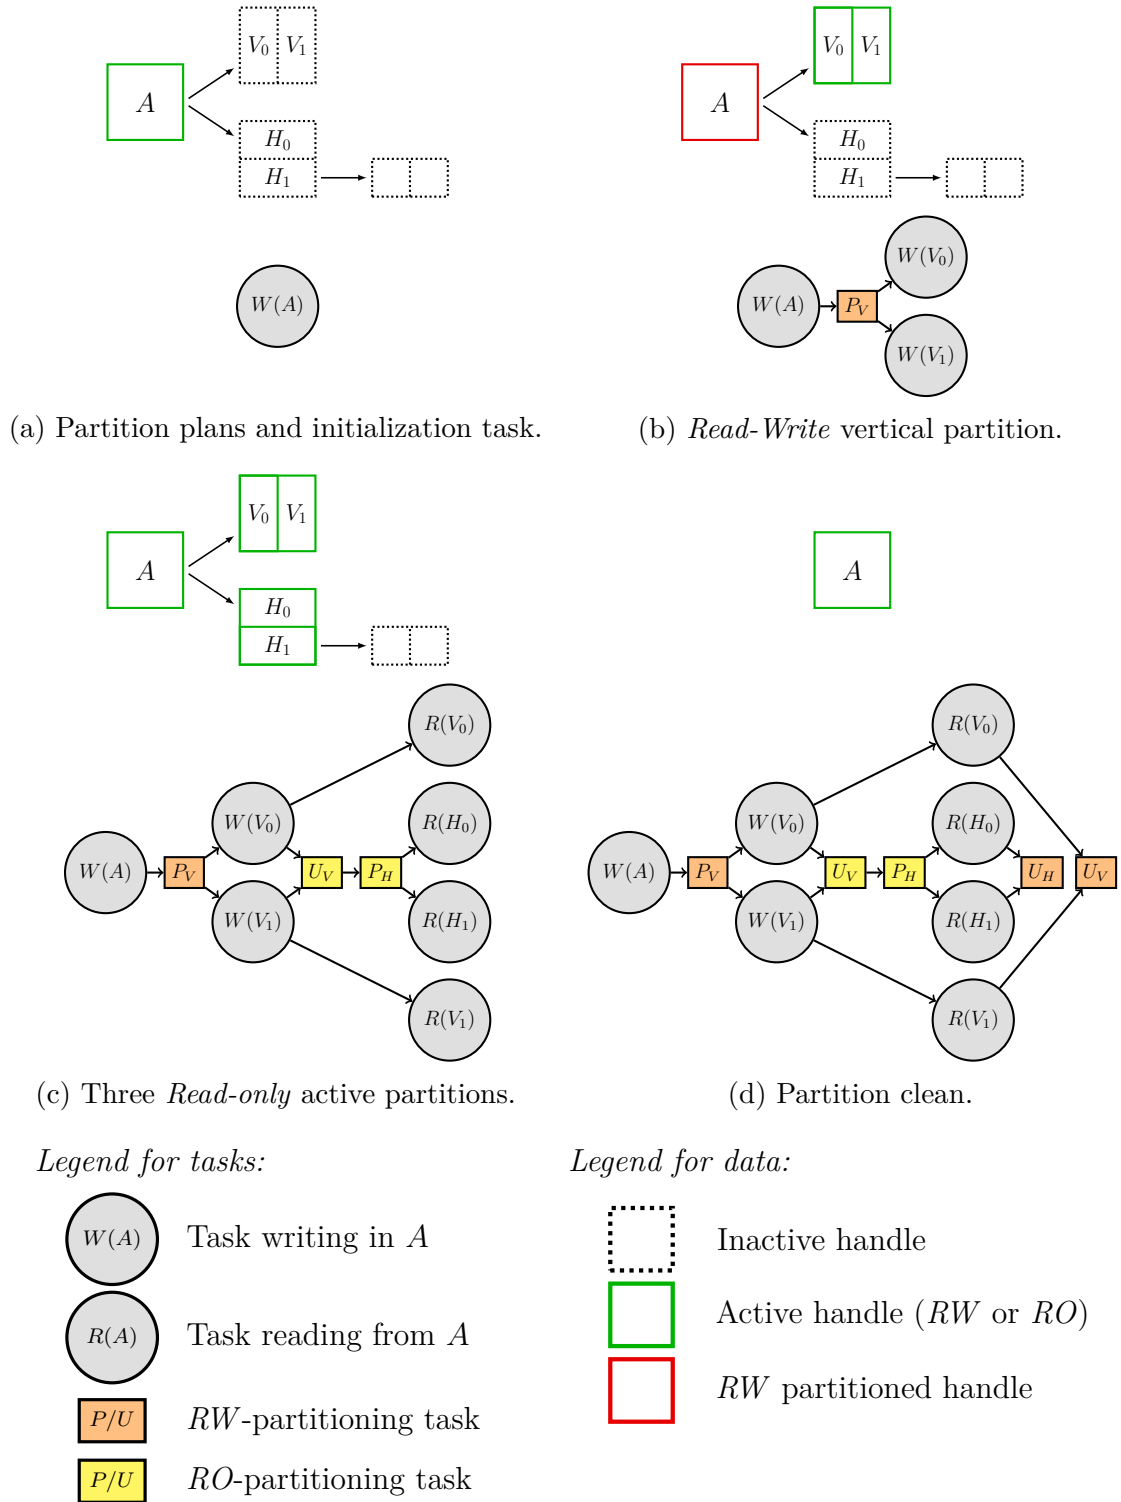 A
V0 V1
H0
H1
W(A)
(a) Partition plans and initialization task.
A
V0 V1
H0
H1
W(A)
PV
W(V0)
W(V1)
(b) Read-Write vertical partition.
A
V0 V1
H0
H1
W(A)
PV
W(V0)
W(V1)
UV
PH
R(V0)
R(H0)
R(H1)
R(V1)
(c) Three Read-only active partitions.
A
W(A)
PV
W(V0)
W(V1)
UV
PH
R(V0)
R(H0)
R(H1)
R(V1)
UH
UV
(d) Partition clean.
Legend for tasks:
W(A) Task writing in A
R(A) Task reading from A
P/U RW-partitioning task
P/U RO-partitioning task
Legend for data:
Inactive handle
Active handle (RW or RO)
RW partitioned handle